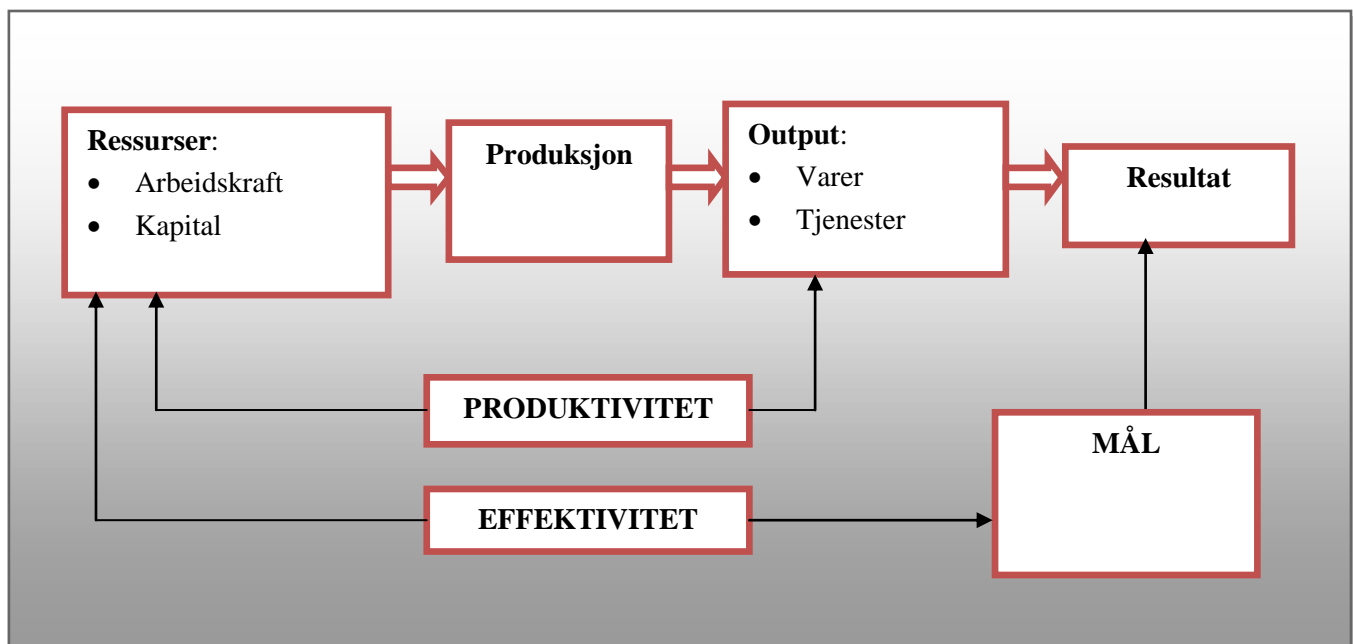 Ressurser:
• Arbeidskraft
• Kapital
Produksjon
Output:
• Varer
• Tjenester
Resultat
PRODUKTIVITET
MÅL
EFFEKTIVITET